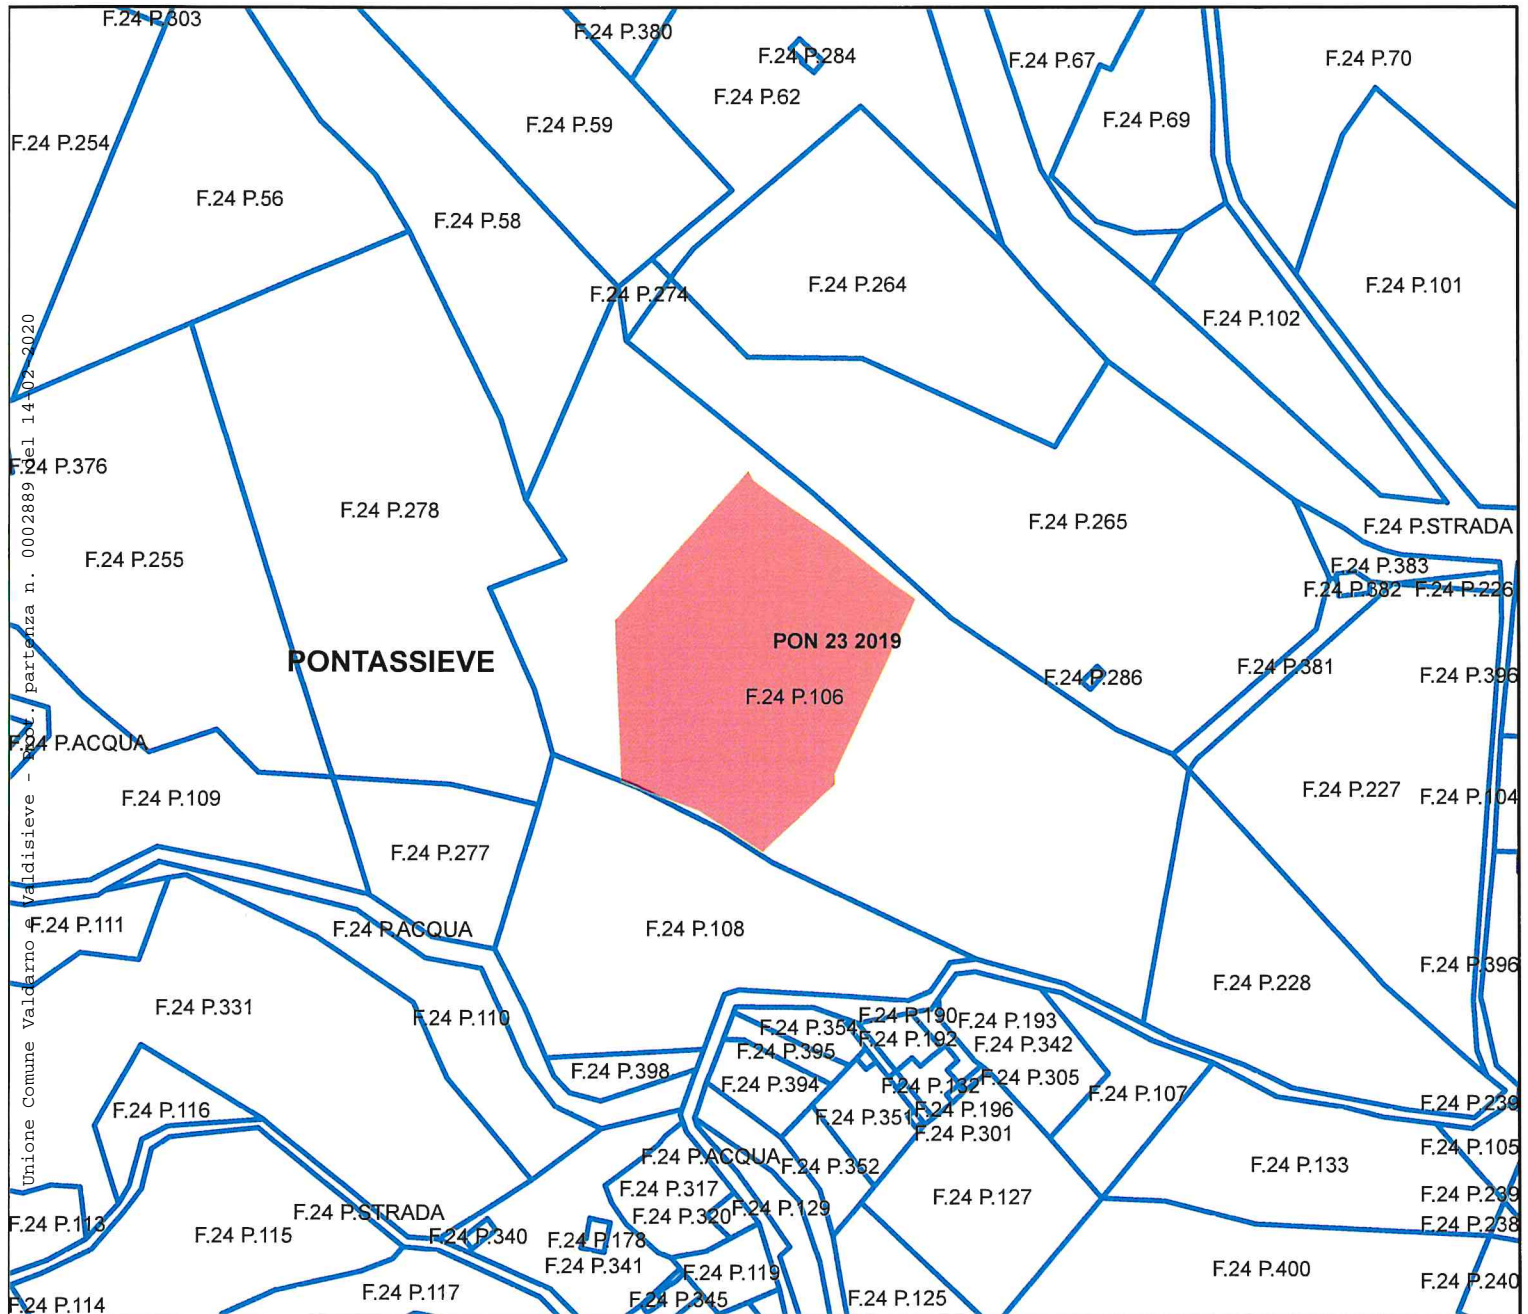 F.24 P.303
F.24 P.380
F.24 P.284
F.24 P.67
F.24 P.70
F.24 P.62
F.24 P.59
F.24 P.69
F.24 P.254
F.24 P.56
F.24 P.58
F.24 P.274
F.24 P.264
F.24 P.101
F.24 P.102
F.24 P.376
F.24 P.278
F.24 P.265
F.24 P.STRADA
F.24 P.255
F.24 P.383
F.24 P.382
F.24 P.226
PON 23 2019
PONTASSIEVE
F.24 P.286
F.24 P.381
F.24 P.396
F.24 P.106
F.24 P.ACQUA
F.24 P.109
F.24 P.227
F.24 P.104
F.24 P.277
F.24 P.111
F.24 P.ACQUA
F.24 P.108
F.24 P.396
F.24 P.228
F.24 P.331
F.24 P.110
F.24 P.190
F.24 P.193
F.24 P.354
F.24 P.192
F.24 P.342
F.24 P.395
F.24 P.398
F.24 P.394
F.24 P.132
F.24 P.305
F.24 P.107
F.24 P.239
F.24 P.116
F.24 P.351
F.24 P.196
F.24 P.301
F.24 P.105
F.24 P.ACQUA
F.24 P.352
F.24 P.133
F.24 P.317
F.24 P.127
F.24 P.239
F.24 P.STRADA
F.24 P.320
F.24 P.129
F.24 P.238
F.24 P.113
F.24 P.115
F.24 P.340
F.24 P.178
F.24 P.341
F.24 P.119
F.24 P.400
F.24 P.240
F.24 P.117
F.24 P.345
F.24 P.125
F.24 P.114
Unione Comune Valdarno e Valdisieve - Prot. partenza n. 0002889 del 14-02-2020